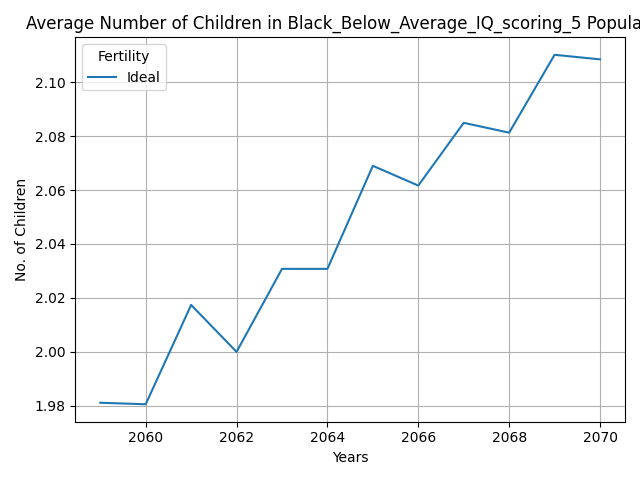 Average Number of Children in Black_Below_Average_IQ_scoring_5 Popula
Fertility
Ideal
No. of Children
2.10
2.08
2.06
2.04
2.02
2.00
1.98
2060 2062 2064 2066 2068 2070
Years